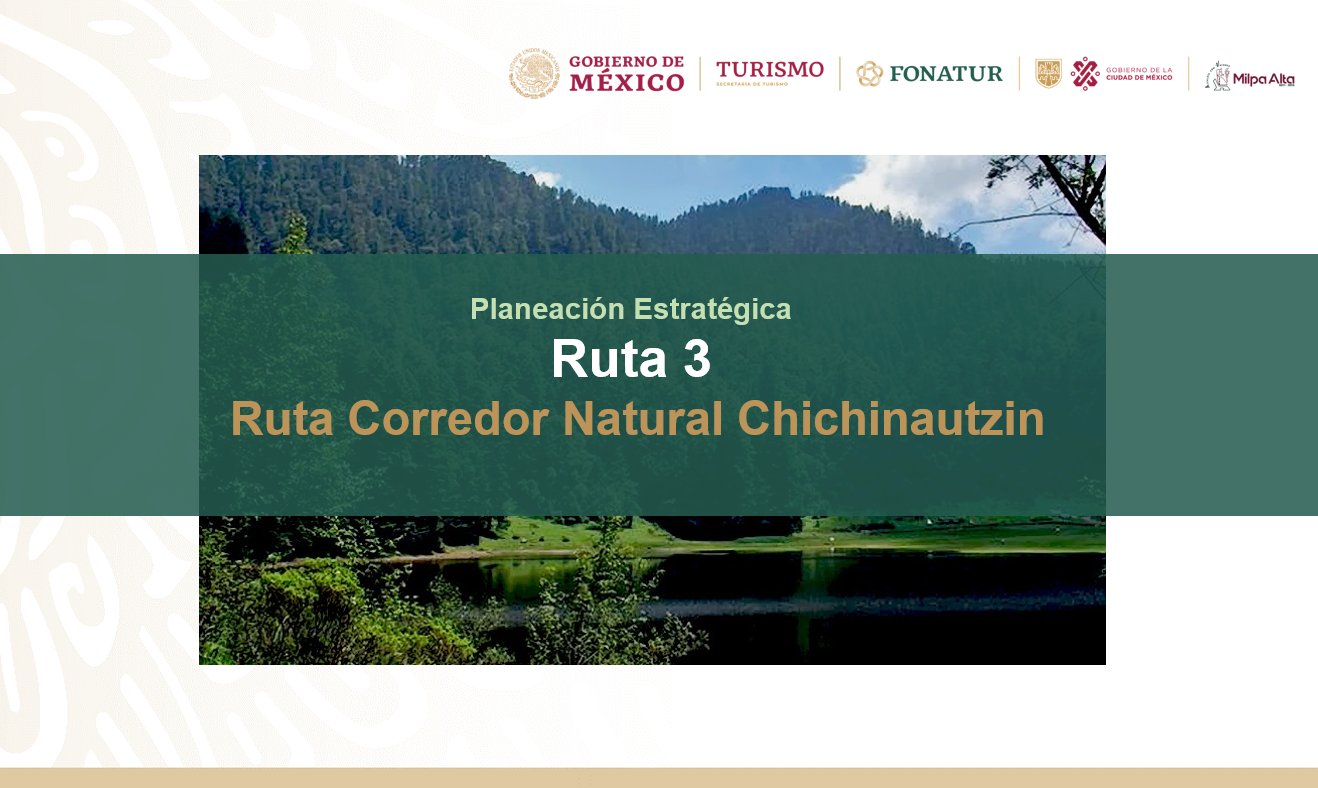 GOBIERNO DE
MÉXICO
TURISMO
SECRETARÍA DE TURISMO
FONATUR
GOBIERNO DE LA
CIUDAD DE MÉXICO
Milpa Alta
Planeación Estratégica
Ruta 3
Ruta Corredor Natural Chichinautzin